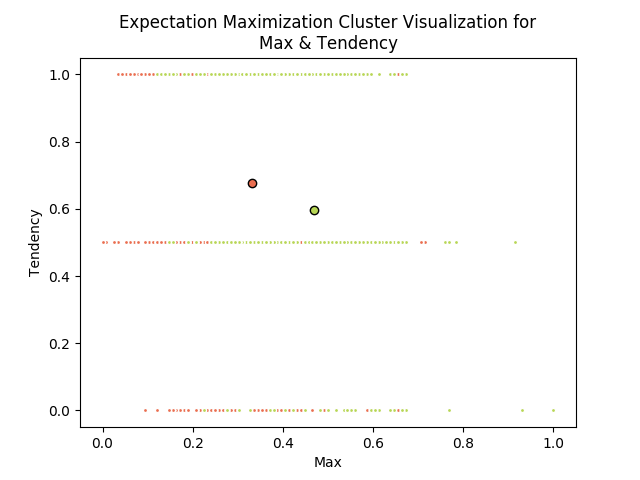 Expectation Maximization Cluster Visualization for
Max & Tendency
1.0
0.8
0.6
0.4
0.2
0.0
Tendency
0.0 0.2 0.4 0.6 0.8 1.0
Max